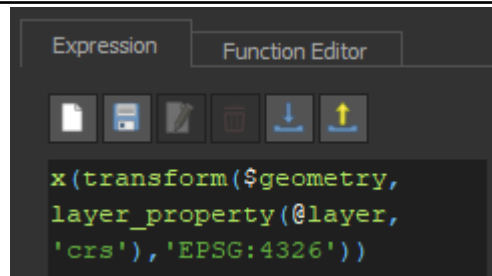 Expression
Function Editor
x(transform($geometry,
layer_property(@layer,
'crs'),'EPSG:4326'))